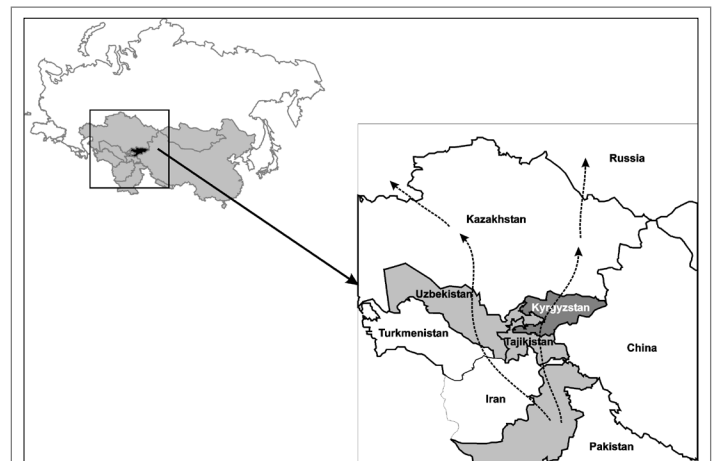 Russia
Kazakhstan
Uzbekistan
Kyrgyzstan
Turkmenistan
Tajikistan
China
Iran
Pakistan